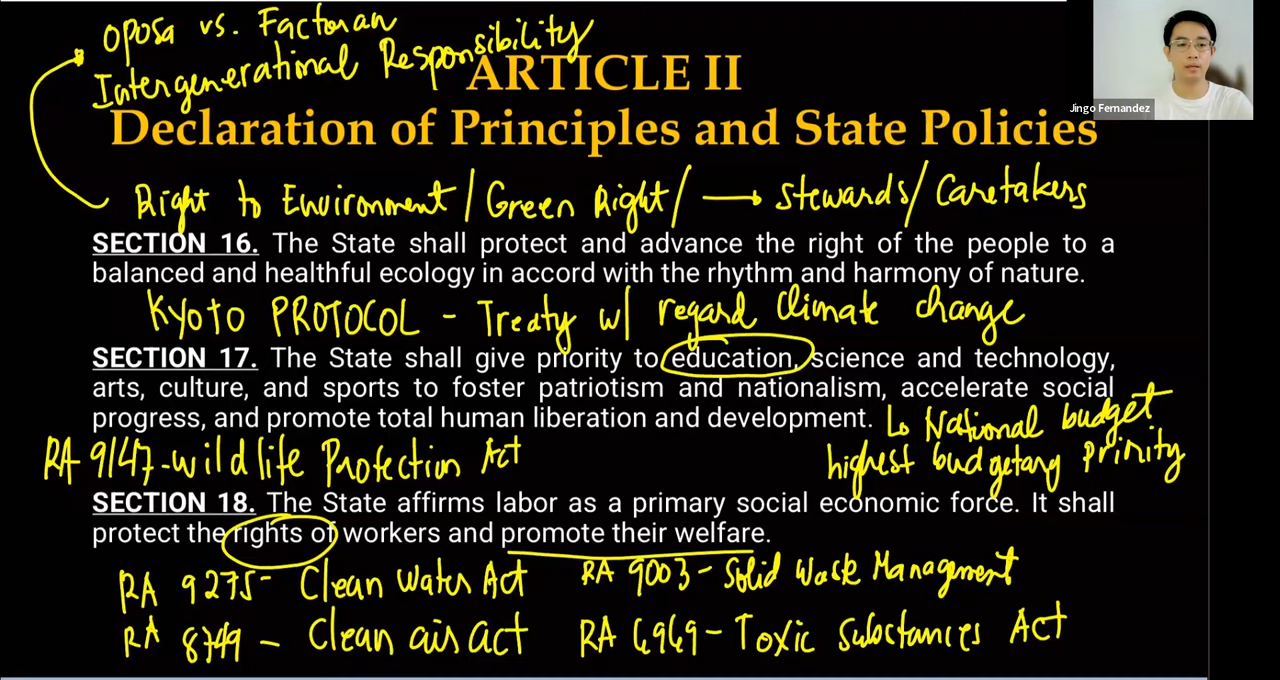 Oposa vs. Factoran
Intergenerational Responsibility
ARTICLE II
Jingo Fernandez
Declaration of Principles and State Policies
Right to Environment / Green Right / → Stewards / Caretakers
SECTION 16. The State shall protect and advance the right of the people to a
balanced and healthful ecology in accord with the rhythm and harmony of nature.
KYOTO PROTOCOL - Treaty w/ regard Climate change
SECTION 17. The State shall give priority to education, science and technology,
arts, culture, and sports to foster patriotism and nationalism, accelerate social
progress, and promote total human liberation and development.
↳ National budget
highest budgetary prinity
RA 9147 - Wildlife Protection Act
SECTION 18. The State affirms labor as a primary social economic force. It shall
protect the rights of workers and promote their welfare.
RA 9275 - Clean Water Act
RA 9003 - Solid Waste Managment
RA 8749 - Clean air act
RA 6969 - Toxic Substances Act